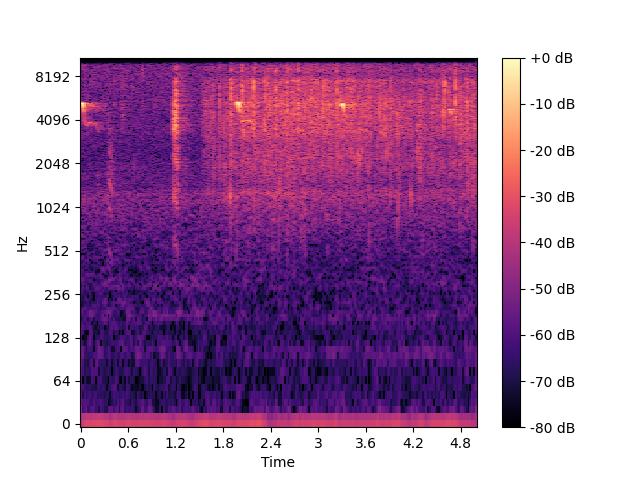 8192
4096
2048
1024
512
256
128
64
0
Hz
0 0.6 1.2 1.8 2.4 3 3.6 4.2 4.8
Time
+0 dB
-10 dB
-20 dB
-30 dB
-40 dB
-50 dB
-60 dB
-70 dB
-80 dB